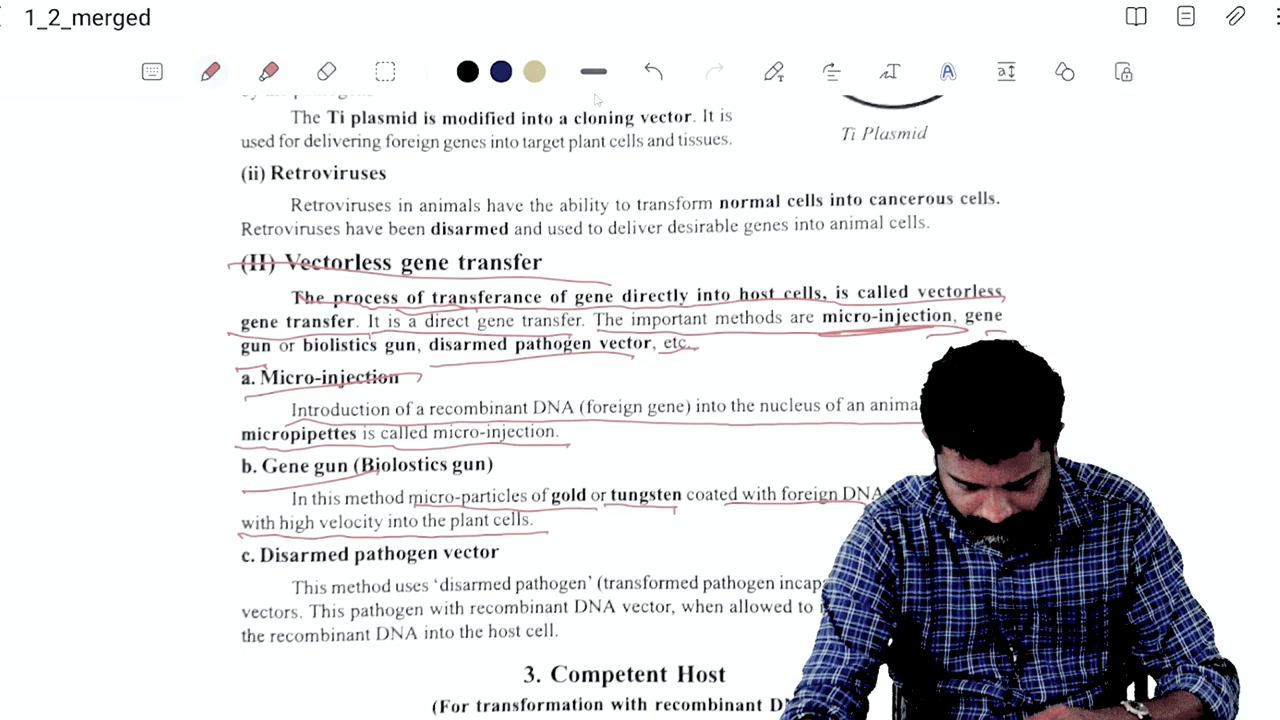 1_2_merged
The Ti plasmid is modified into a cloning vector. It is
used for delivering foreign genes into target plant cells and tissues.
Ti Plasmid
(ii) Retroviruses
Retroviruses in animals have the ability to transform normal cells into cancerous cells.
Retroviruses have been disarmed and used to deliver desirable genes into animal cells.
(II) Vectorless gene transfer
The process of transferance of gene directly into host cells, is called vectorless
gene transfer. It is a direct gene transfer. The important methods are micro-injection, gene
gun or biolistics gun, disarmed pathogen vector, etc.
a. Micro-injection
Introduction of a recombinant DNA (foreign gene) into the nucleus of an
micropipettes is called micro-injection.
b. Gene gun (Biolostics gun)
In this method micro-particles of gold or tungsten coated with foreign DNA
with high velocity into the plant cells.
c. Disarmed pathogen vector
This method uses ‘disarmed pathogen’ (transformed pathogen
vectors. This pathogen with recombinant DNA vector, when allowed to
the recombinant DNA into the host cell.
3. Competent Host
(For transformation with recombinant